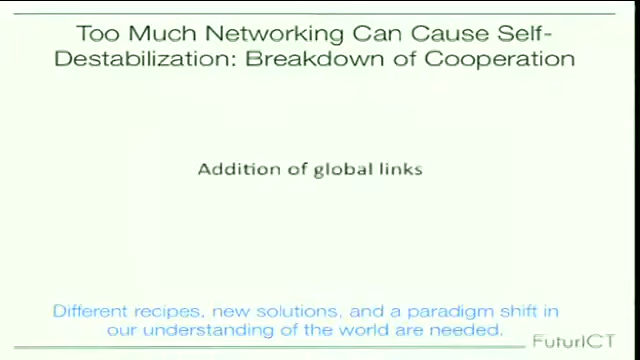 Too Much Networking Can Cause Self-
Destabilization: Breakdown of Cooperation
Addition of global links
Different recipes, new solutions, and a paradigm shift in
our understanding of the world are needed.
FuturICT